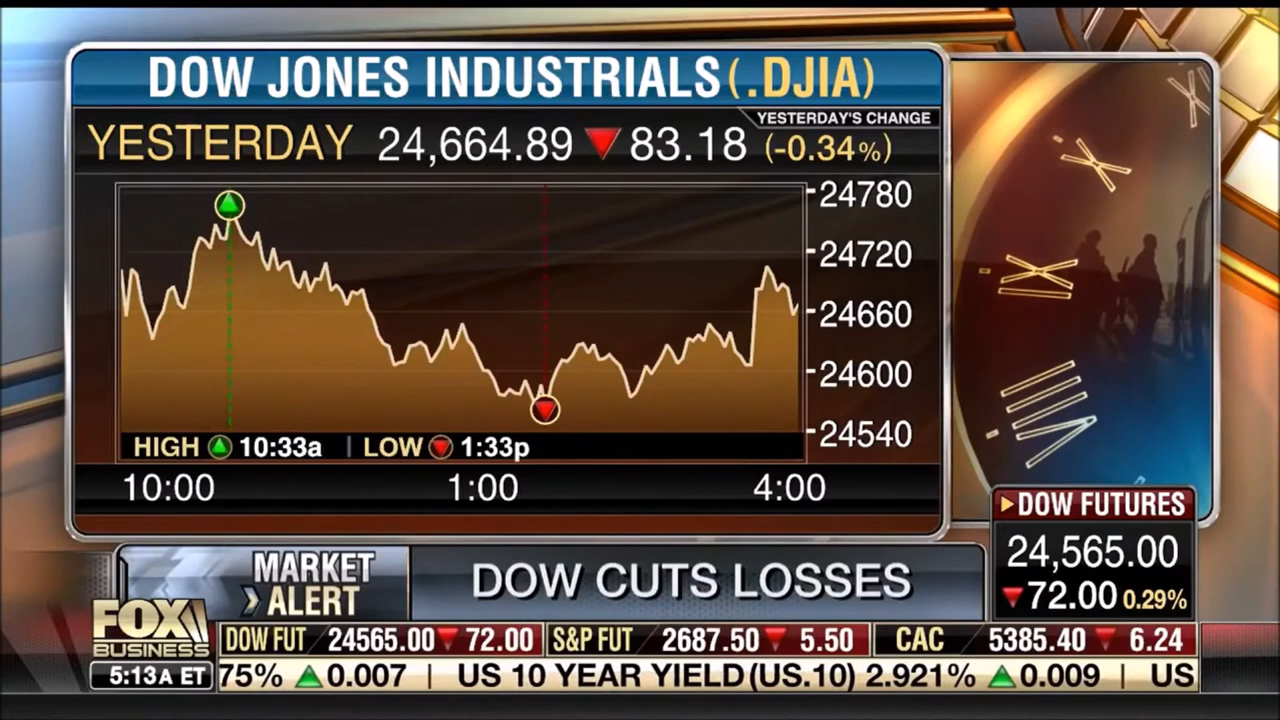 DOW JONES INDUSTRIALS (.DJIA)
YESTERDAY'S CHANGE
YESTERDAY 24,664.89 ▼ 83.18 (-0.34%)
24780
24720
24660
24600
24540
HIGH ▲ 10:33a | LOW ▼ 1:33p
10:00 1:00 4:00
DOW FUTURES
24,565.00
▼72.00 0.29%
MARKET
ALERT
DOW CUTS LOSSES
FOX
BUSINESS
5:13A ET
DOW FUT 24565.00 ▼ 72.00 S&P FUT 2687.50 ▼ 5.50 CAC 5385.40 ▼ 6.24
75% ▲ 0.007 | US 10 YEAR YIELD (US.10) 2.921% ▲ 0.009 | US